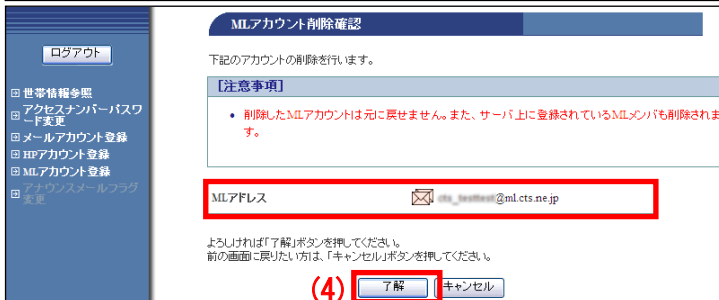 MLアカウント削除確認
ログアウト
下記のアカウントの削除を行います。
世帯情報参照
アクセスナンバーパスワ
ード変更
メールアカウント登録
HPアカウント登録
MLアカウント登録
アナウンスメールフラグ
変更
[注意事項]
削除したMLアカウントは元に戻せません。また、サーバ上に登録されているMLメンバも削除されま
す。
MLアドレス
@ml.cts.ne.jp
よろしければ「了解」ボタンを押してください。
前の画面に戻りたい方は、「キャンセル」ボタンを押してください。
(4) 了解 キャンセル